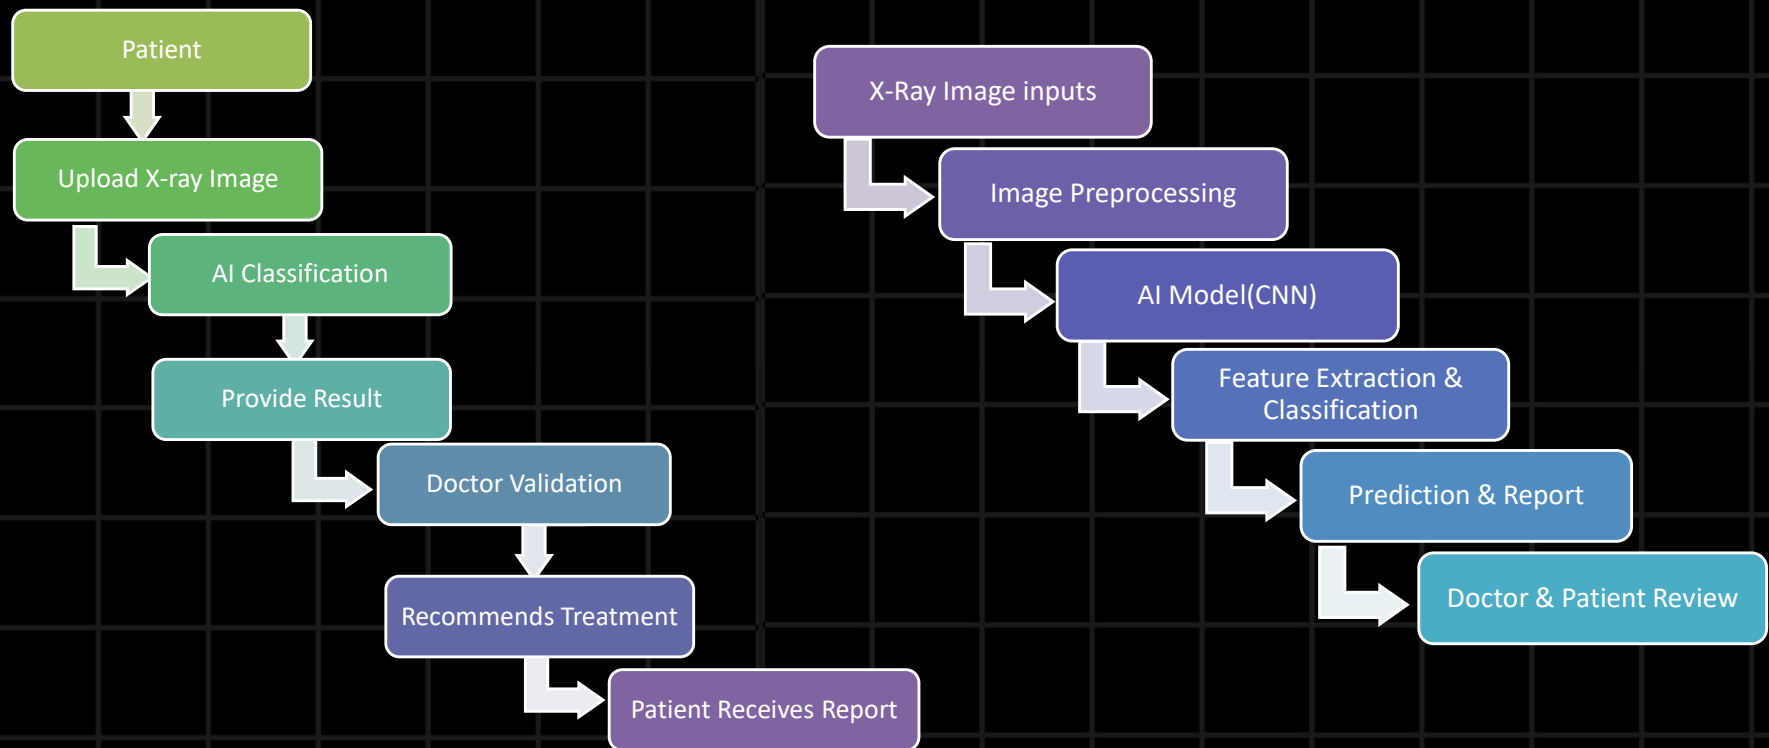 Patient
Upload X-ray Image
AI Classification
Provide Result
Doctor Validation
Recommends Treatment
Patient Receives Report
X-Ray Image inputs
Image Preprocessing
AI Model(CNN)
Feature Extraction &
Classification
Prediction & Report
Doctor & Patient Review